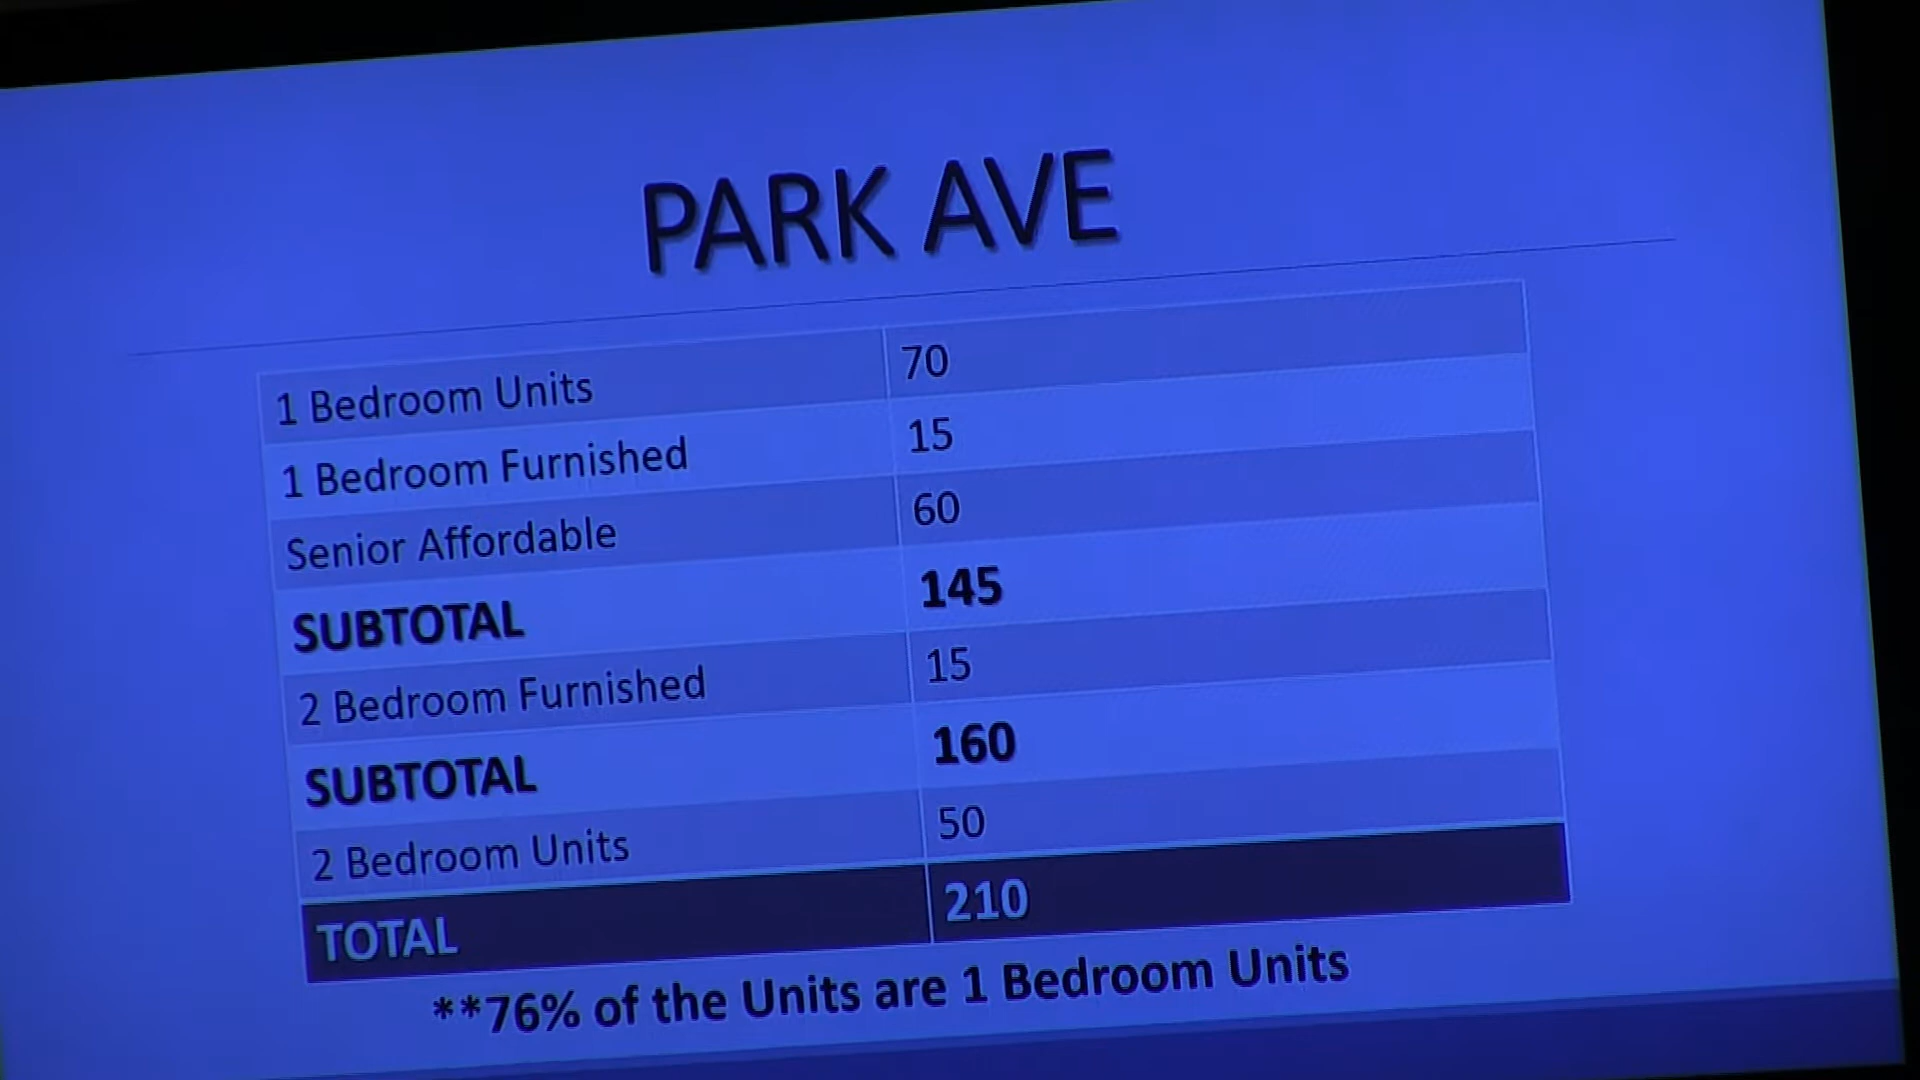 PARK AVE
1 Bedroom Units 70
1 Bedroom Furnished 15
Senior Affordable 60
SUBTOTAL 145
2 Bedroom Furnished 15
SUBTOTAL 160
2 Bedroom Units 50
TOTAL 210
**76% of the Units are 1 Bedroom Units